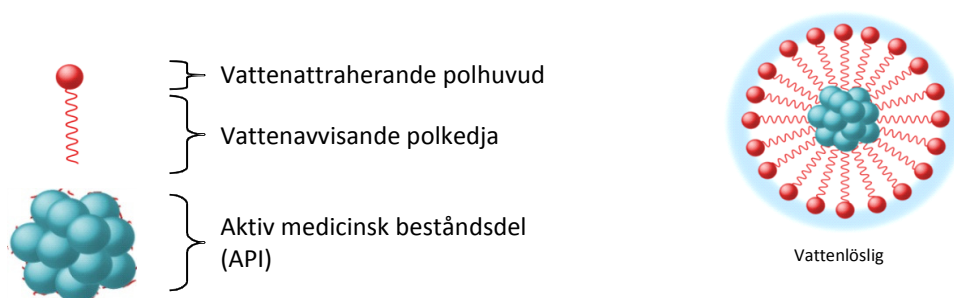 Vattenattraherande polhuvud
Vattenavvisande polkedja
Aktiv medicinsk beståndsdel
(API)
Vattenlöslig